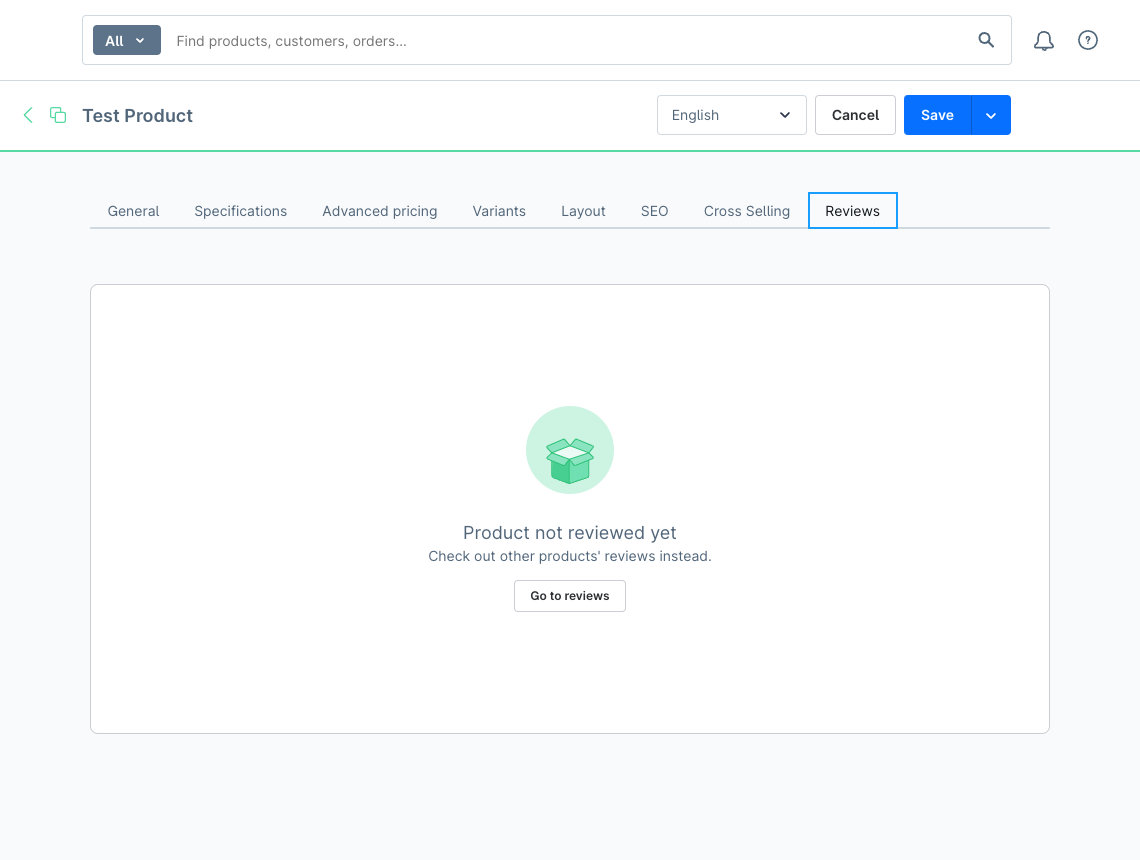 All
Find products, customers, orders...
Test Product
English
Cancel
Save
General
Specifications
Advanced pricing
Variants
Layout
SEO
Cross Selling
Reviews
Product not reviewed yet
Check out other products' reviews instead.
Go to reviews